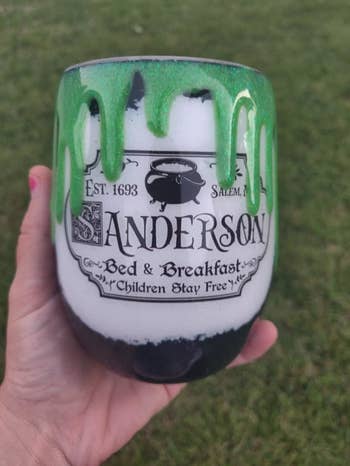 EST. 1693 SALEM,
SANDERSON
Bed & Breakfast
Children Stay Free